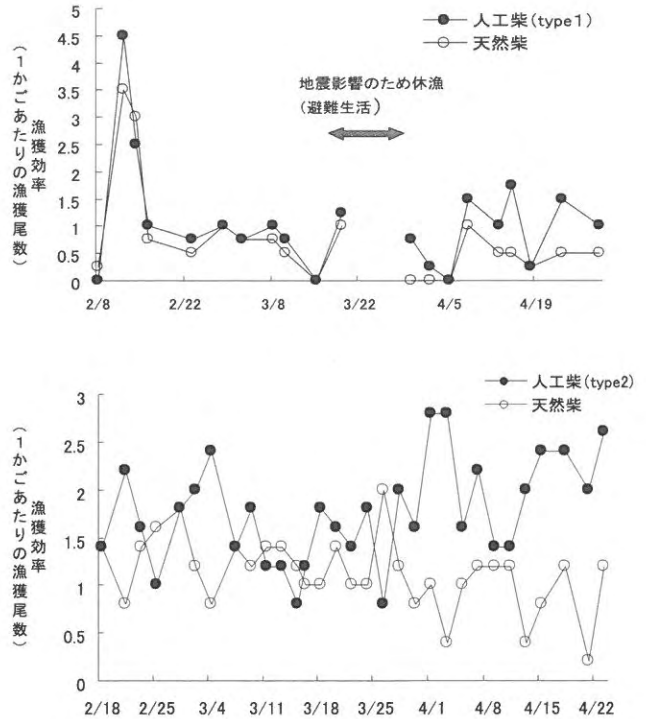 5
4.5
4
3.5
3
2.5
2
1.5
1
0.5
0
漁獲効率
(1かごあたりの漁獲尾数)
人工柴(type1)
天然柴
地震影響のため休漁
(避難生活)
2/8 2/22 3/8 3/22 4/5 4/19
3
2.5
2
1.5
1
0.5
0
漁獲効率
(1かごあたりの漁獲尾数)
人工柴(type2)
天然柴
2/18 2/25 3/4 3/11 3/18 3/25 4/1 4/8 4/15 4/22